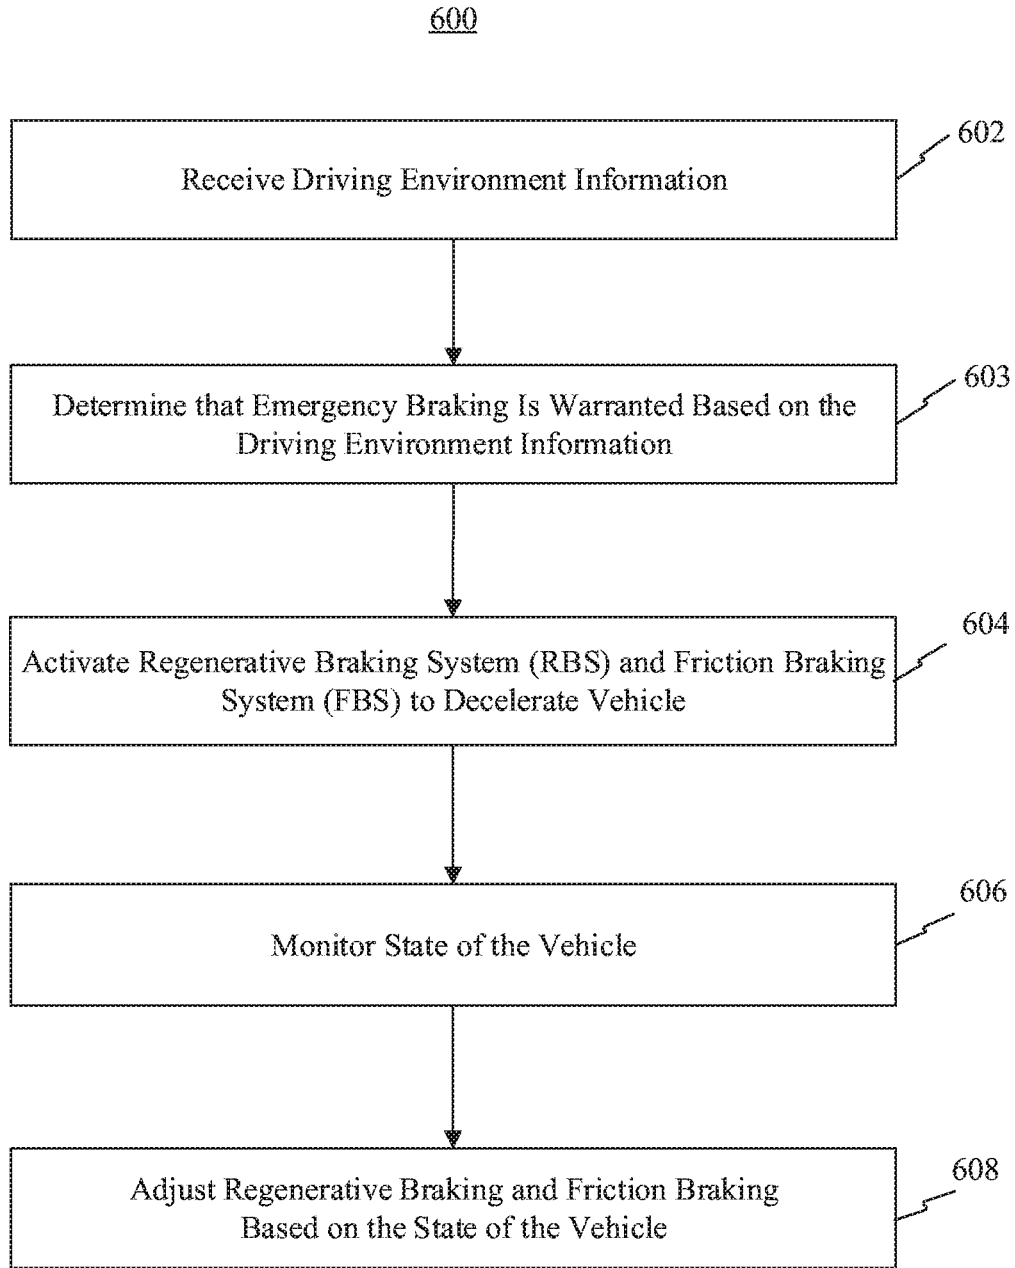 600
602
Receive Driving Environment Information
603
Determine that Emergency Braking Is Warranted Based on the
Driving Environment Information
604
Activate Regenerative Braking System (RBS) and Friction Braking
System (FBS) to Decelerate Vehicle
606
Monitor State of the Vehicle
608
Adjust Regenerative Braking and Friction Braking
Based on the State of the Vehicle